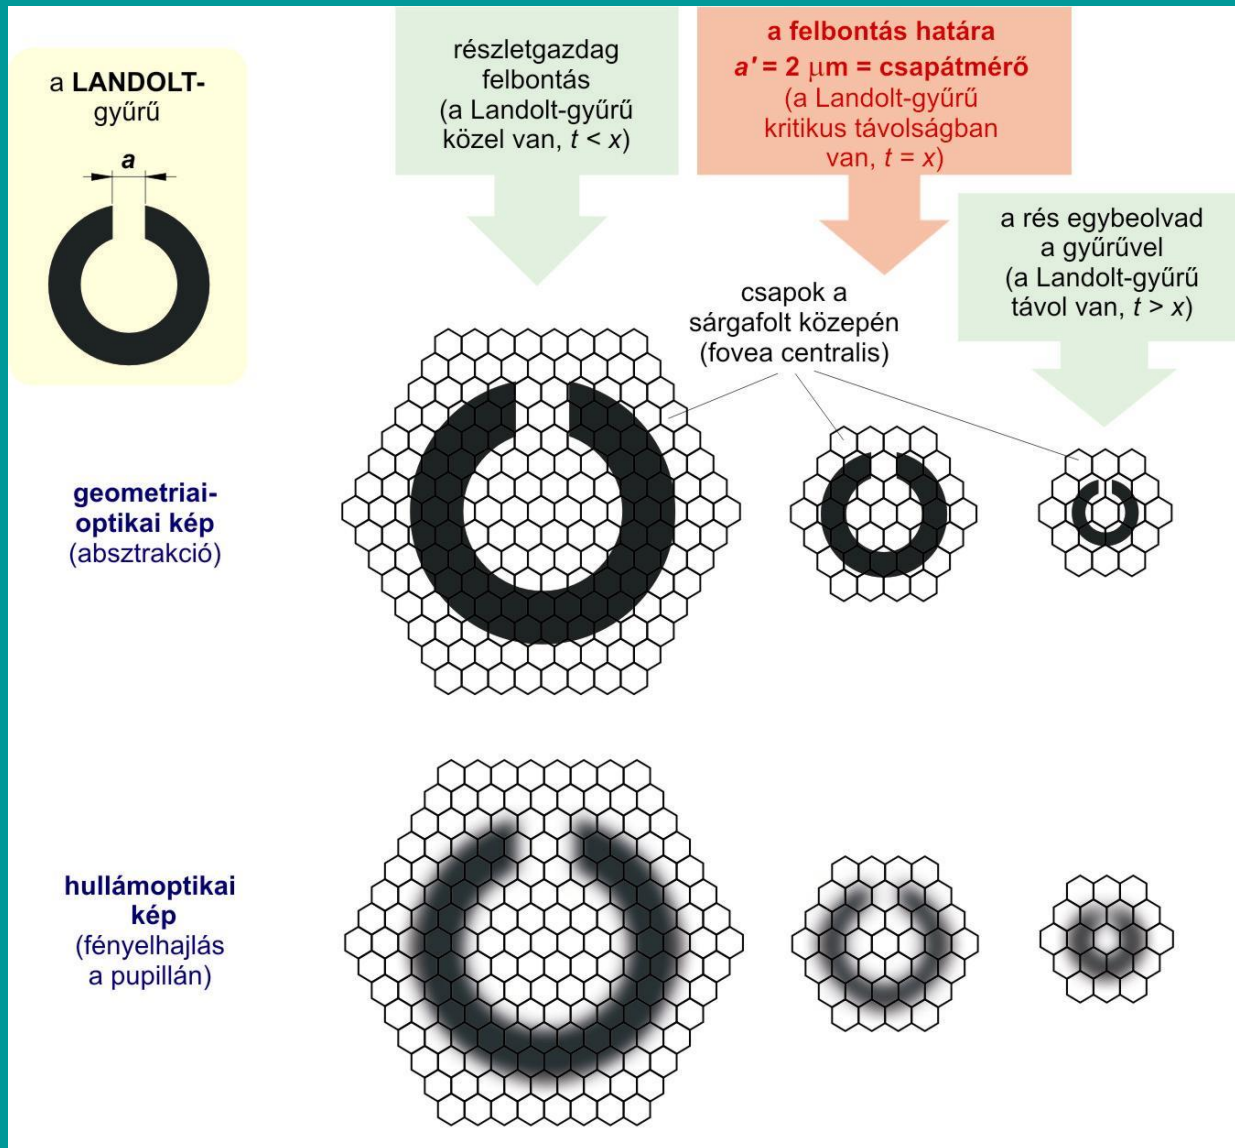 a LANDOLT-
gyűrű
a
részletgazdag
felbontás
(a Landolt-gyűrű
közel van, t < x)
a felbontás határa
a' = 2 μm = csapátmérő
(a Landolt-gyűrű
kritikus távolságban
van, t = x)
a rés egybeolvad
a gyűrűvel
(a Landolt-gyűrű
távol van, t > x)
csapok a
sárgafolt közepén
(fovea centralis)
geometriai-
optikai kép
(absztrakció)
hullámoptikai
kép
(fényelhajlás
a pupillán)